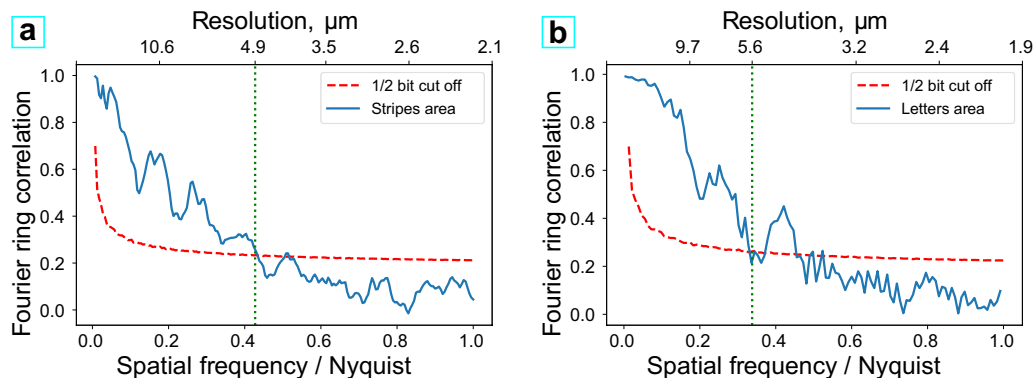 a
Resolution, µm
10.6 4.9 3.5 2.6 2.1
1.0
0.8
0.6
0.4
0.2
0.0
Fourier ring correlation
1/2 bit cut off
Stripes area
0.0 0.2 0.4 0.6 0.8 1.0
Spatial frequency / Nyquist
b
Resolution, µm
9.7 5.6 3.2 2.4 1.9
1.0
0.8
0.6
0.4
0.2
0.0
Fourier ring correlation
1/2 bit cut off
Letters area
0.0 0.2 0.4 0.6 0.8 1.0
Spatial frequency / Nyquist